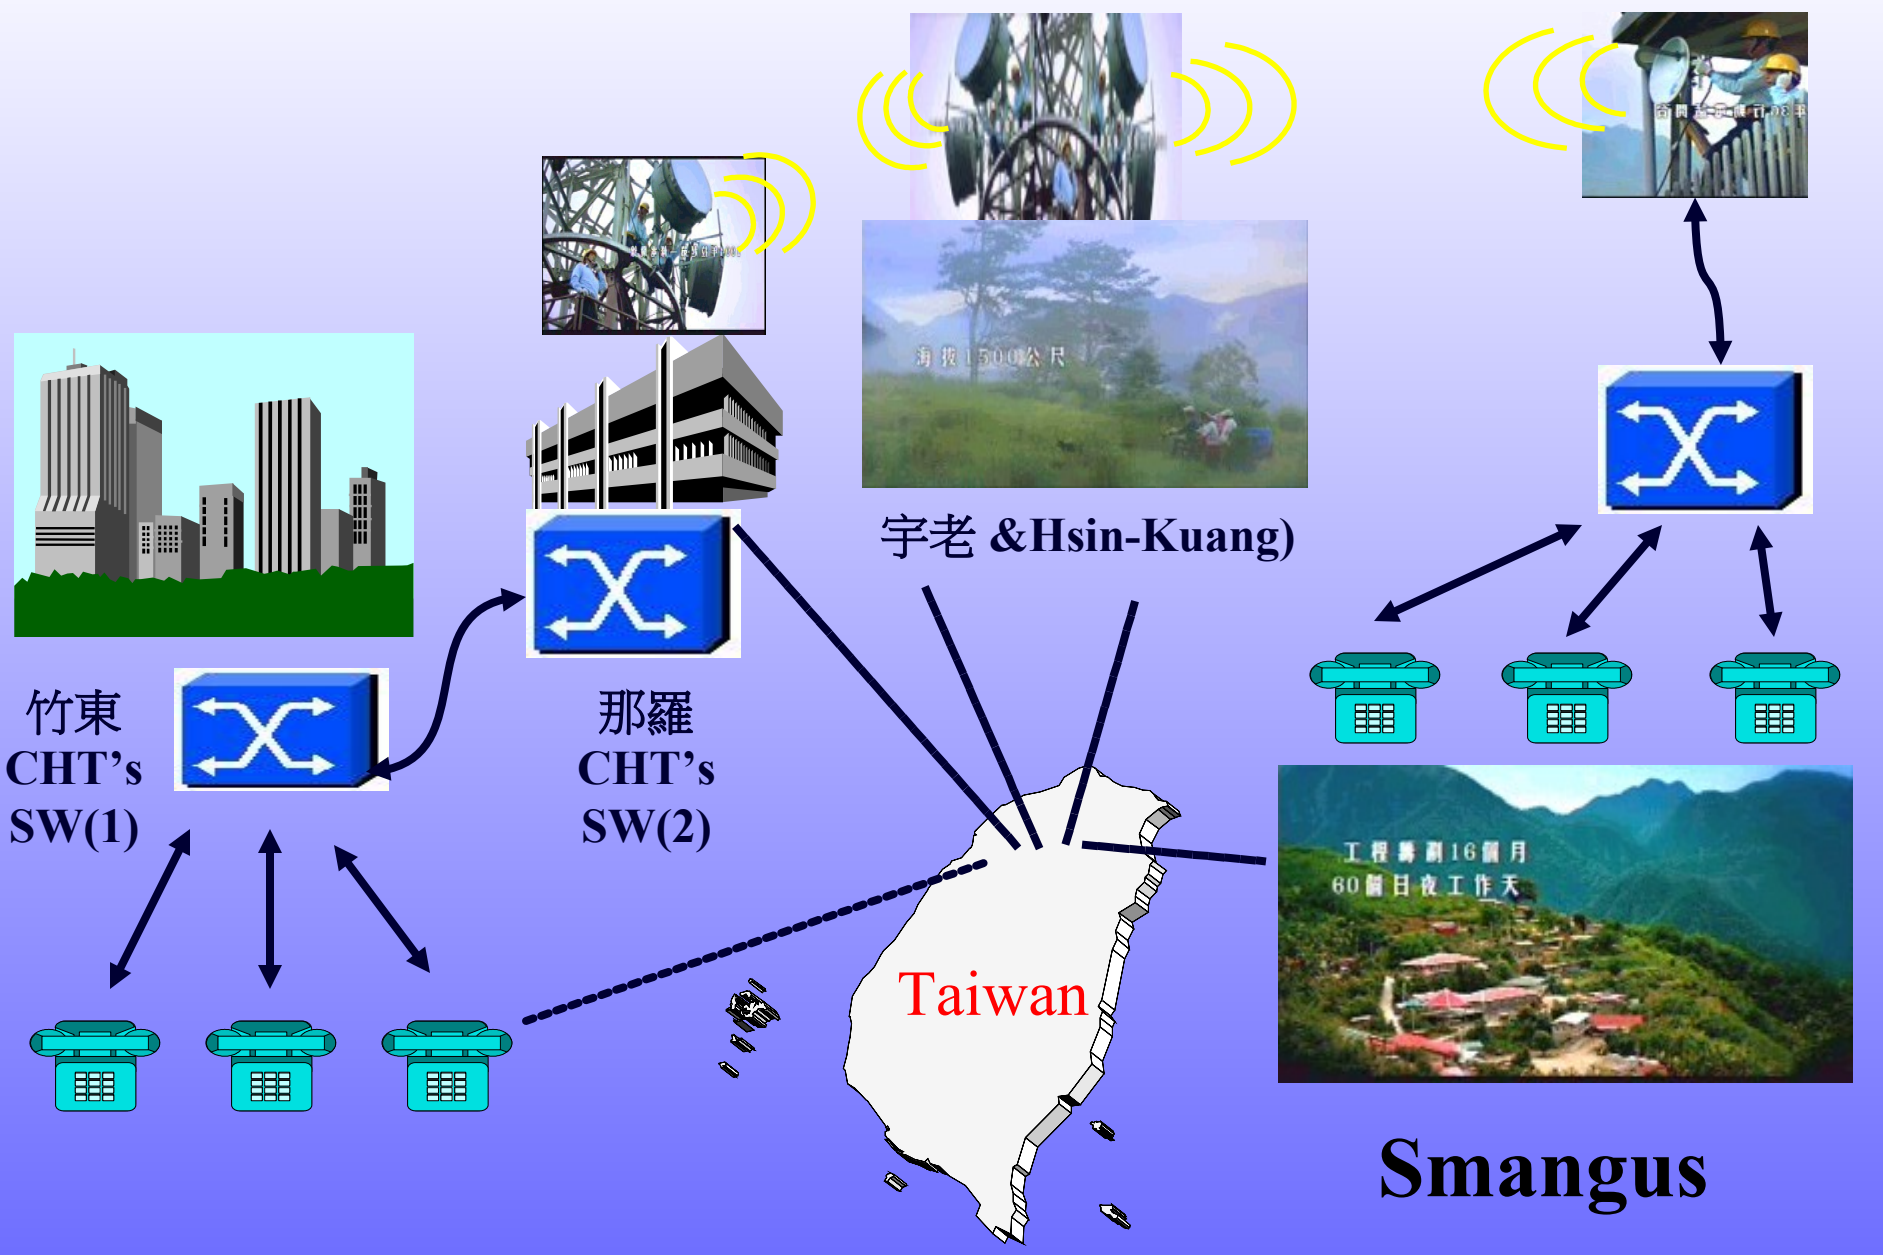 海拔1500公尺
宇老 &Hsin-Kuang)
竹東
CHT’s
SW(1)
那羅
CHT’s
SW(2)
Taiwan
工程籌劃16個月
60個日夜工作天
Smangus